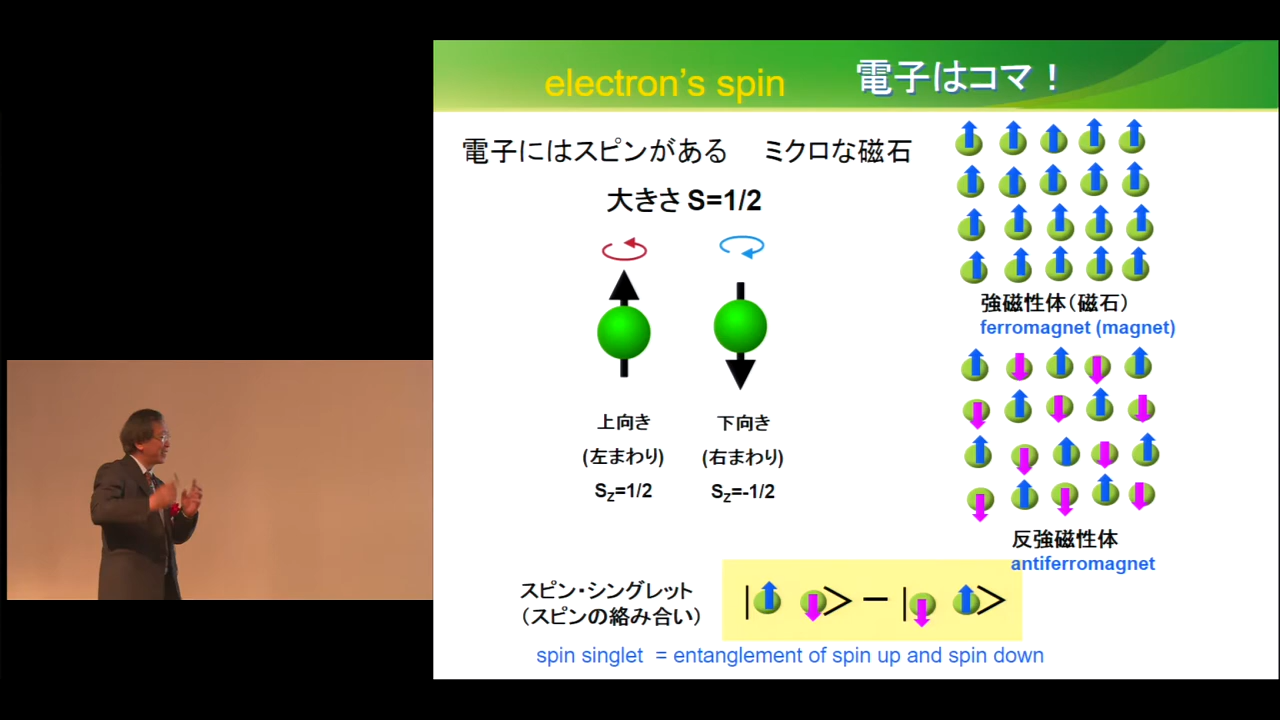 electron's spin 電子はコマ！
電子にはスピンがある ミクロな磁石
大きさ S=1/2
上向き
(左まわり)
Sz=1/2
下向き
(右まわり)
Sz=-1/2
強磁性体（磁石）
ferromagnet (magnet)
反強磁性体
antiferromagnet
スピン・シングレット
（スピンの絡み合い）
| > − | >
spin singlet = entanglement of spin up and spin down